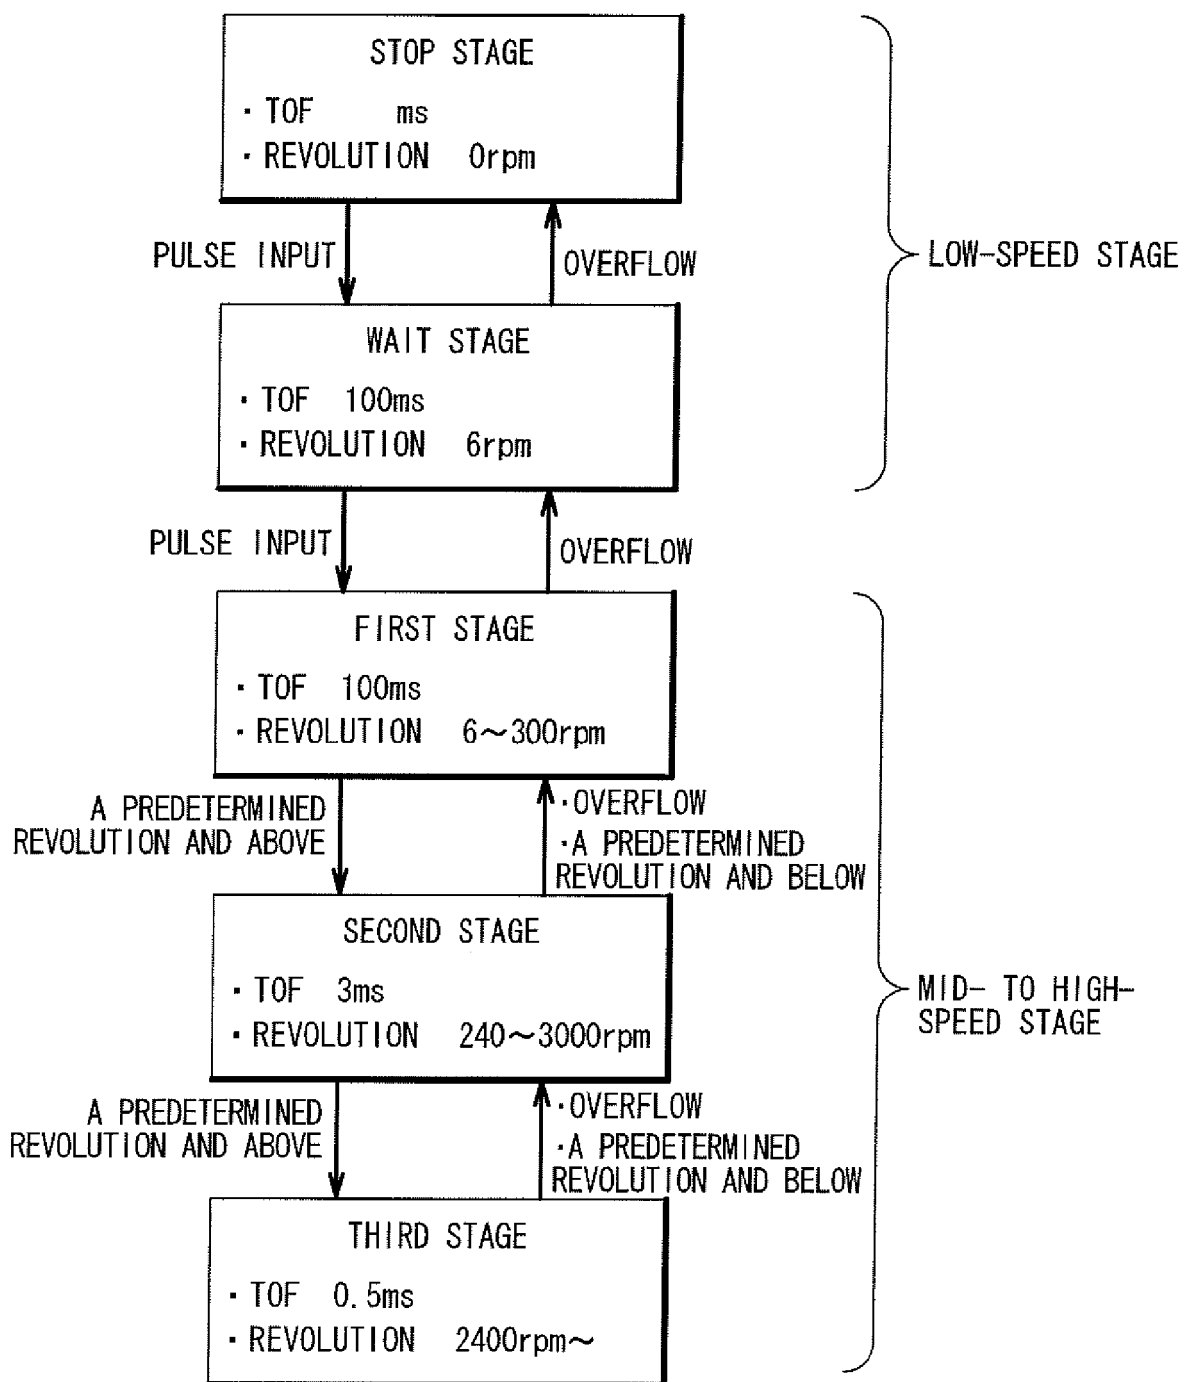 STOP STAGE
・TOF ms
・REVOLUTION 0rpm
PULSE INPUT
OVERFLOW
LOW-SPEED STAGE
WAIT STAGE
・TOF 100ms
・REVOLUTION 6rpm
PULSE INPUT
OVERFLOW
FIRST STAGE
・TOF 100ms
・REVOLUTION 6～300rpm
A PREDETERMINED
REVOLUTION AND ABOVE
・OVERFLOW
・A PREDETERMINED
REVOLUTION AND BELOW
SECOND STAGE
・TOF 3ms
・REVOLUTION 240～3000rpm
MID- TO HIGH-
SPEED STAGE
A PREDETERMINED
REVOLUTION AND ABOVE
・OVERFLOW
・A PREDETERMINED
REVOLUTION AND BELOW
THIRD STAGE
・TOF 0.5ms
・REVOLUTION 2400rpm～